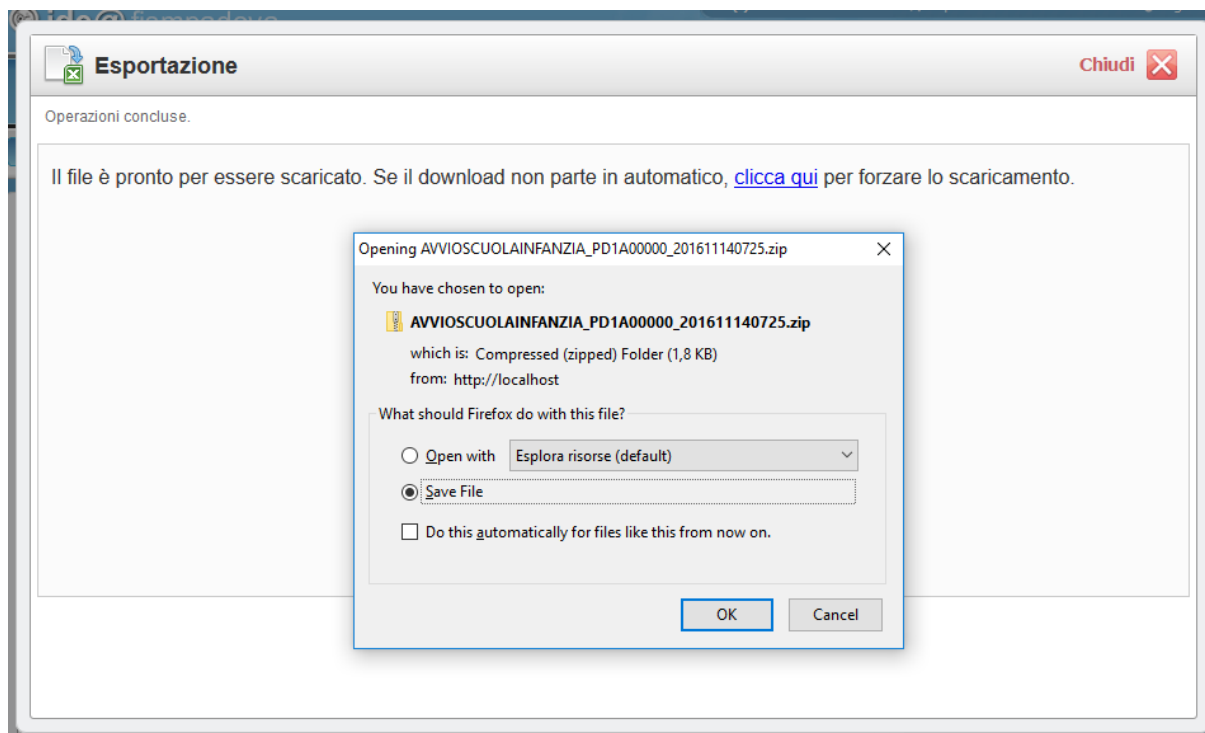 Esportazione
Chiudi
Operazioni concluse.
Il file è pronto per essere scaricato. Se il download non parte in automatico, clicca qui per forzare lo scaricamento.
Opening AVVIOSCUOLAINFANZIA_PD1A00000_201611140725.zip
You have chosen to open:
AVVIOSCUOLAINFANZIA_PD1A00000_201611140725.zip
which is: Compressed (zipped) Folder (1,8 KB)
from: http://localhost
What should Firefox do with this file?
Open with Esplora risorse (default)
Save File
Do this automatically for files like this from now on.
OK Cancel